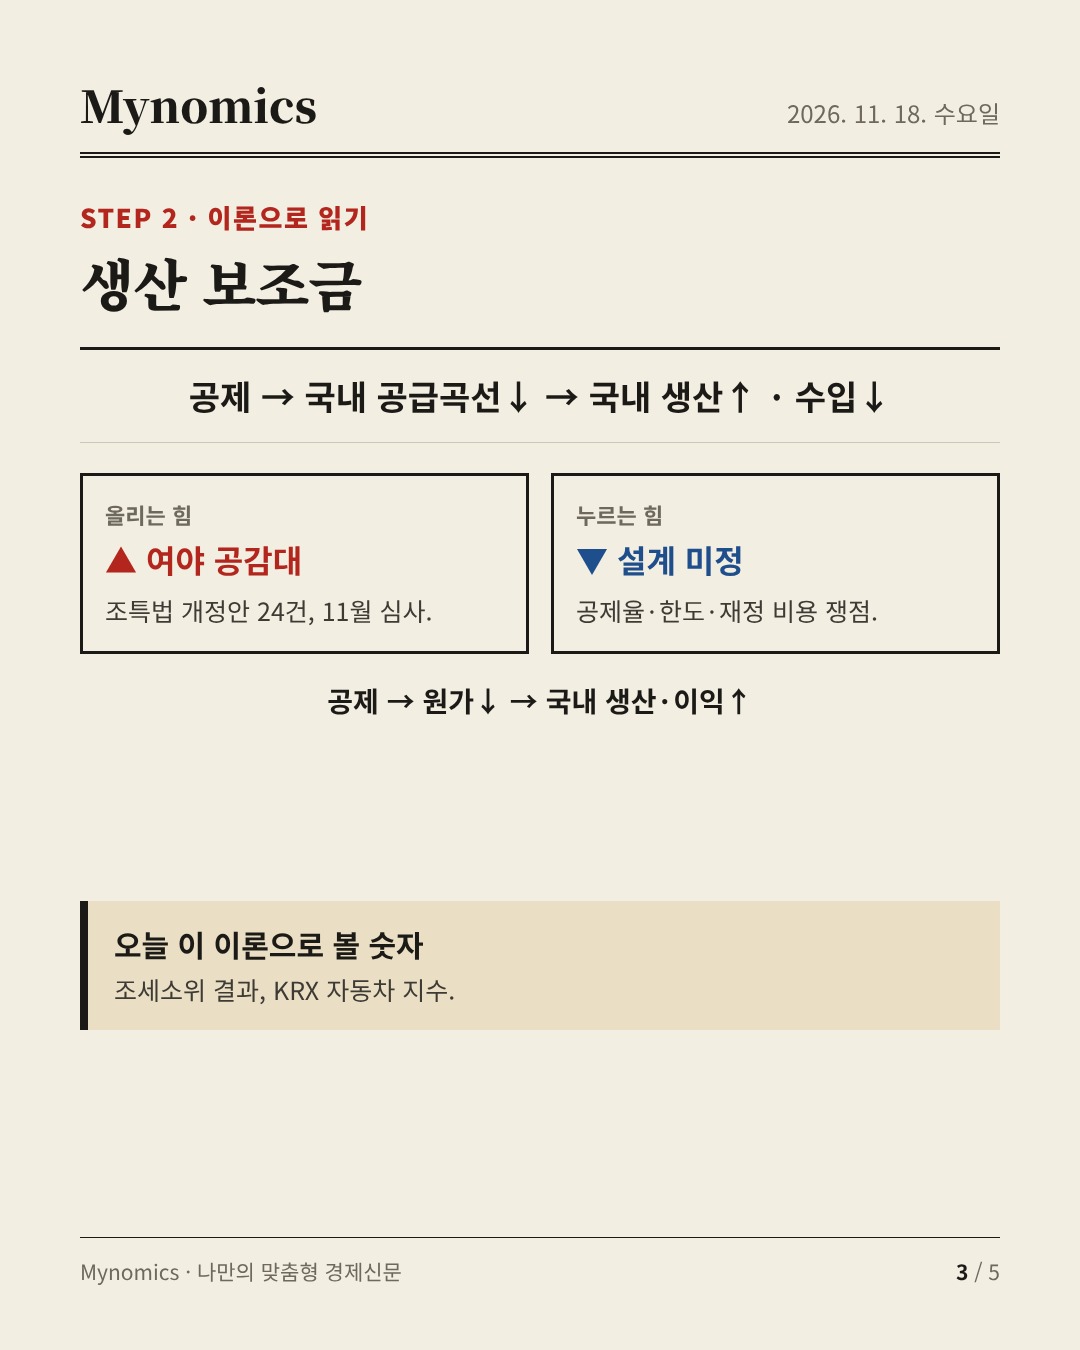 Mynomics
2026. 11. 18. 수요일
STEP 2 · 이론으로 읽기
생산 보조금
공제 → 국내 공급곡선↓ → 국내 생산↑ · 수입↓
올리는 힘
▲ 여야 공감대
조특법 개정안 24건, 11월 심사.
누르는 힘
▼ 설계 미정
공제율·한도·재정 비용 쟁점.
공제 → 원가↓ → 국내 생산·이익↑
오늘 이 이론으로 볼 숫자
조세소위 결과, KRX 자동차 지수.
Mynomics · 나만의 맞춤형 경제신문
3 / 5